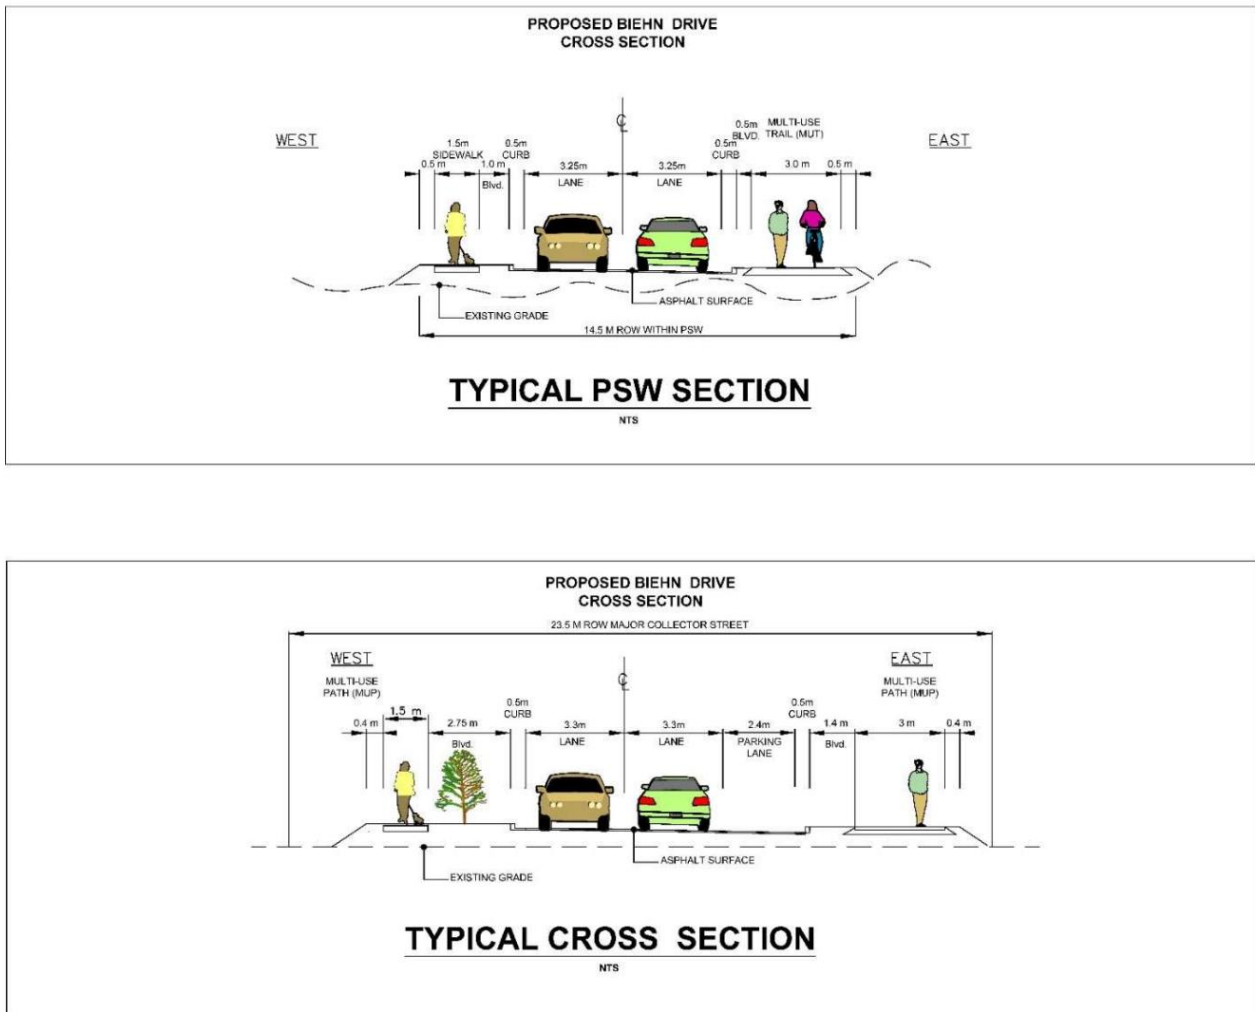 PROPOSED BIEHN DRIVE
CROSS SECTION
WEST
EAST
0.5 m
1.5m
SIDEWALK
1.0 m
Blvd.
0.5m
CURB
3.25m
LANE
℄
3.25m
LANE
0.5m
CURB
0.5m
BLVD.
MULTI-USE
TRAIL (MUT)
3.0 m
0.5 m
ASPHALT SURFACE
EXISTING GRADE
14.5 M ROW WITHIN PSW
TYPICAL PSW SECTION
NTS
PROPOSED BIEHN DRIVE
CROSS SECTION
23.5 M ROW MAJOR COLLECTOR STREET
WEST
MULTI-USE
PATH (MUP)
EAST
MULTI-USE
PATH (MUP)
0.4 m
1.5 m
2.75 m
Blvd.
0.5m
CURB
3.3m
LANE
℄
3.3m
LANE
2.4m
PARKING
LANE
0.5m
CURB
1.4 m
Blvd.
3 m
0.4 m
ASPHALT SURFACE
EXISTING GRADE
TYPICAL CROSS SECTION
NTS